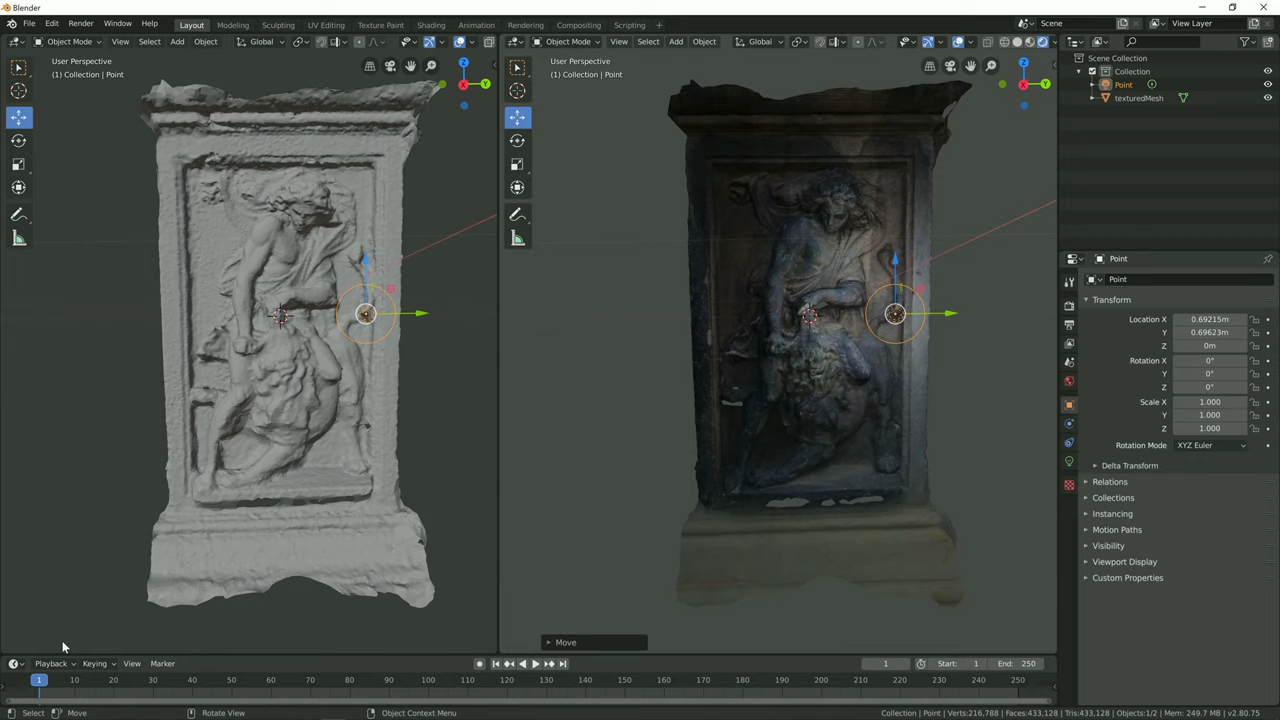 Blender
File Edit Render Window Help
Layout Modeling Sculpting UV Editing Texture Paint Shading Animation Rendering Compositing Scripting +
Scene
View Layer
Object Mode View Select Add Object Global
Object Mode View Select Add Object Global
User Perspective
(1) Collection | Point
Z
Y
X
User Perspective
(1) Collection | Point
Z
Y
X
Scene Collection
Collection
Point
texturedMesh
Point
Point
Transform
Location X 0.69215m
Y 0.69623m
Z 0m
Rotation X 0°
Y 0°
Z 0°
Scale X 1.000
Y 1.000
Z 1.000
Rotation Mode XYZ Euler
Delta Transform
Relations
Collections
Instancing
Motion Paths
Visibility
Viewport Display
Custom Properties
Move
Playback Keying View Marker
1
Start: 1
End: 250
1 10 20 30 40 50 60 70 80 90 100 110 120 130 140 150 160 170 180 190 200 210 220 230 240 250
Select Move Rotate View Object Context Menu
Collection | Point | Verts:216,788 | Faces:433,128 | Tris:433,128 | Objects:1/2 | Mem: 249.7 MB | v2.80.75